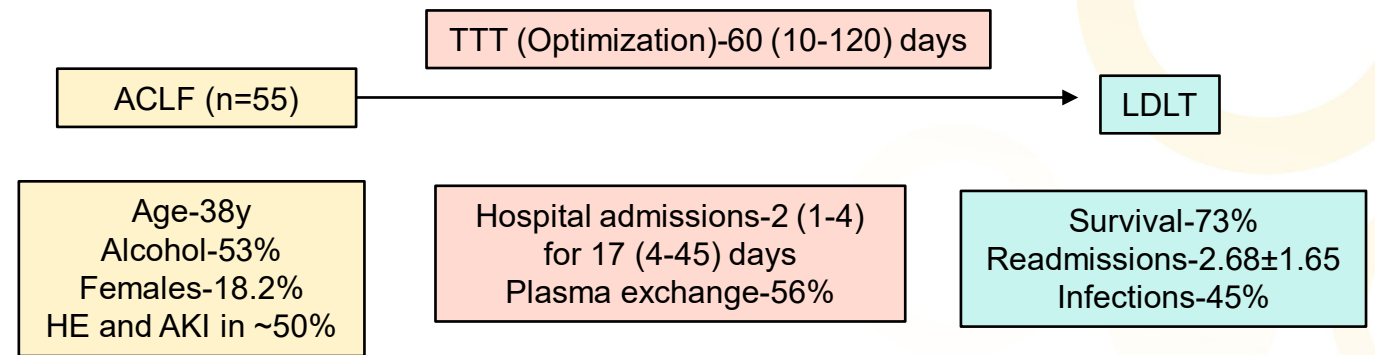 TTT (Optimization)-60 (10-120) days
ACLF (n=55)
LDLT
Age-38y
Alcohol-53%
Females-18.2%
HE and AKI in ~50%
Hospital admissions-2 (1-4)
for 17 (4-45) days
Plasma exchange-56%
Survival-73%
Readmissions-2.68±1.65
Infections-45%